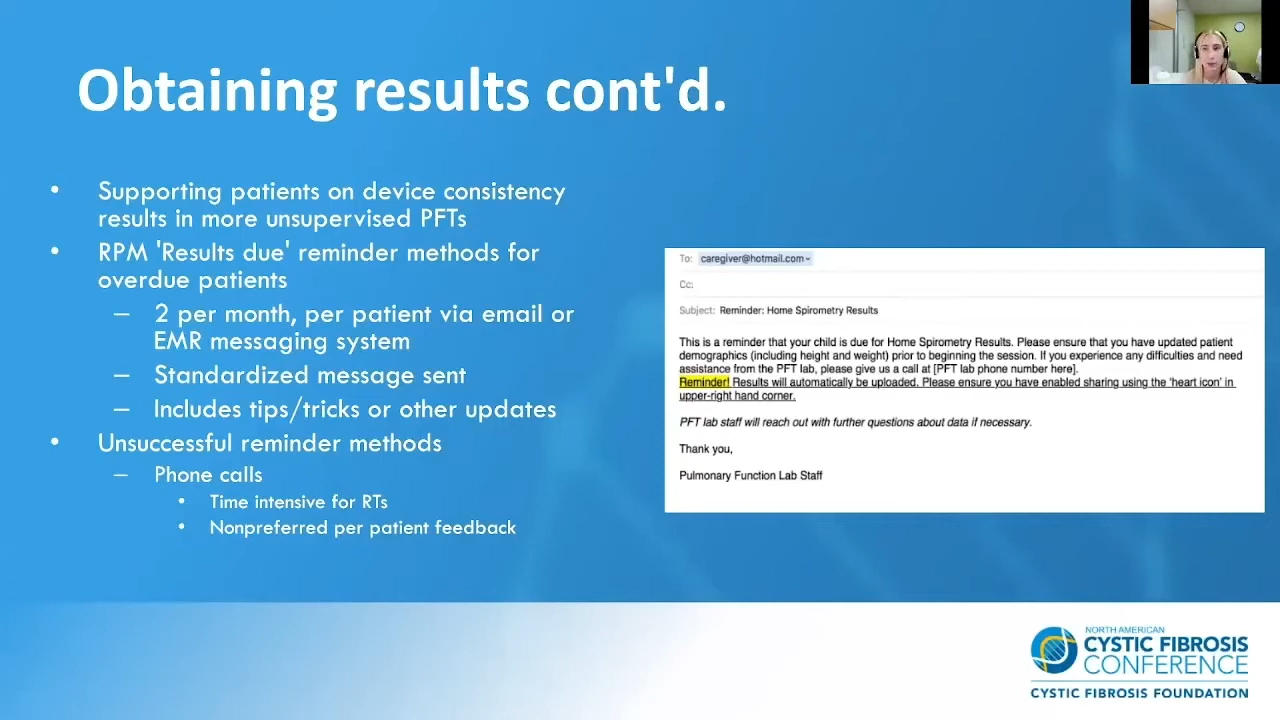 Obtaining results cont'd.
• Supporting patients on device consistency
results in more unsupervised PFTs
• RPM 'Results due' reminder methods for
overdue patients
– 2 per month, per patient via email or
EMR messaging system
– Standardized message sent
– Includes tips/tricks or other updates
• Unsuccessful reminder methods
– Phone calls
• Time intensive for RTs
• Nonpreferred per patient feedback
To: caregiver@hotmail.com
Cc:
Subject: Reminder: Home Spirometry Results
This is a reminder that your child is due for Home Spirometry Results. Please ensure that you have updated patient
demographics (including height and weight) prior to beginning the session. If you experience any difficulties and need
assistance from the PFT lab, please give us a call at [PFT lab phone number here].
Reminder! Results will automatically be uploaded. Please ensure you have enabled sharing using the 'heart icon' in
upper-right hand corner.
PFT lab staff will reach out with further questions about data if necessary.
Thank you,
Pulmonary Function Lab Staff
NORTH AMERICAN
CYSTIC FIBROSIS
CONFERENCE
CYSTIC FIBROSIS FOUNDATION